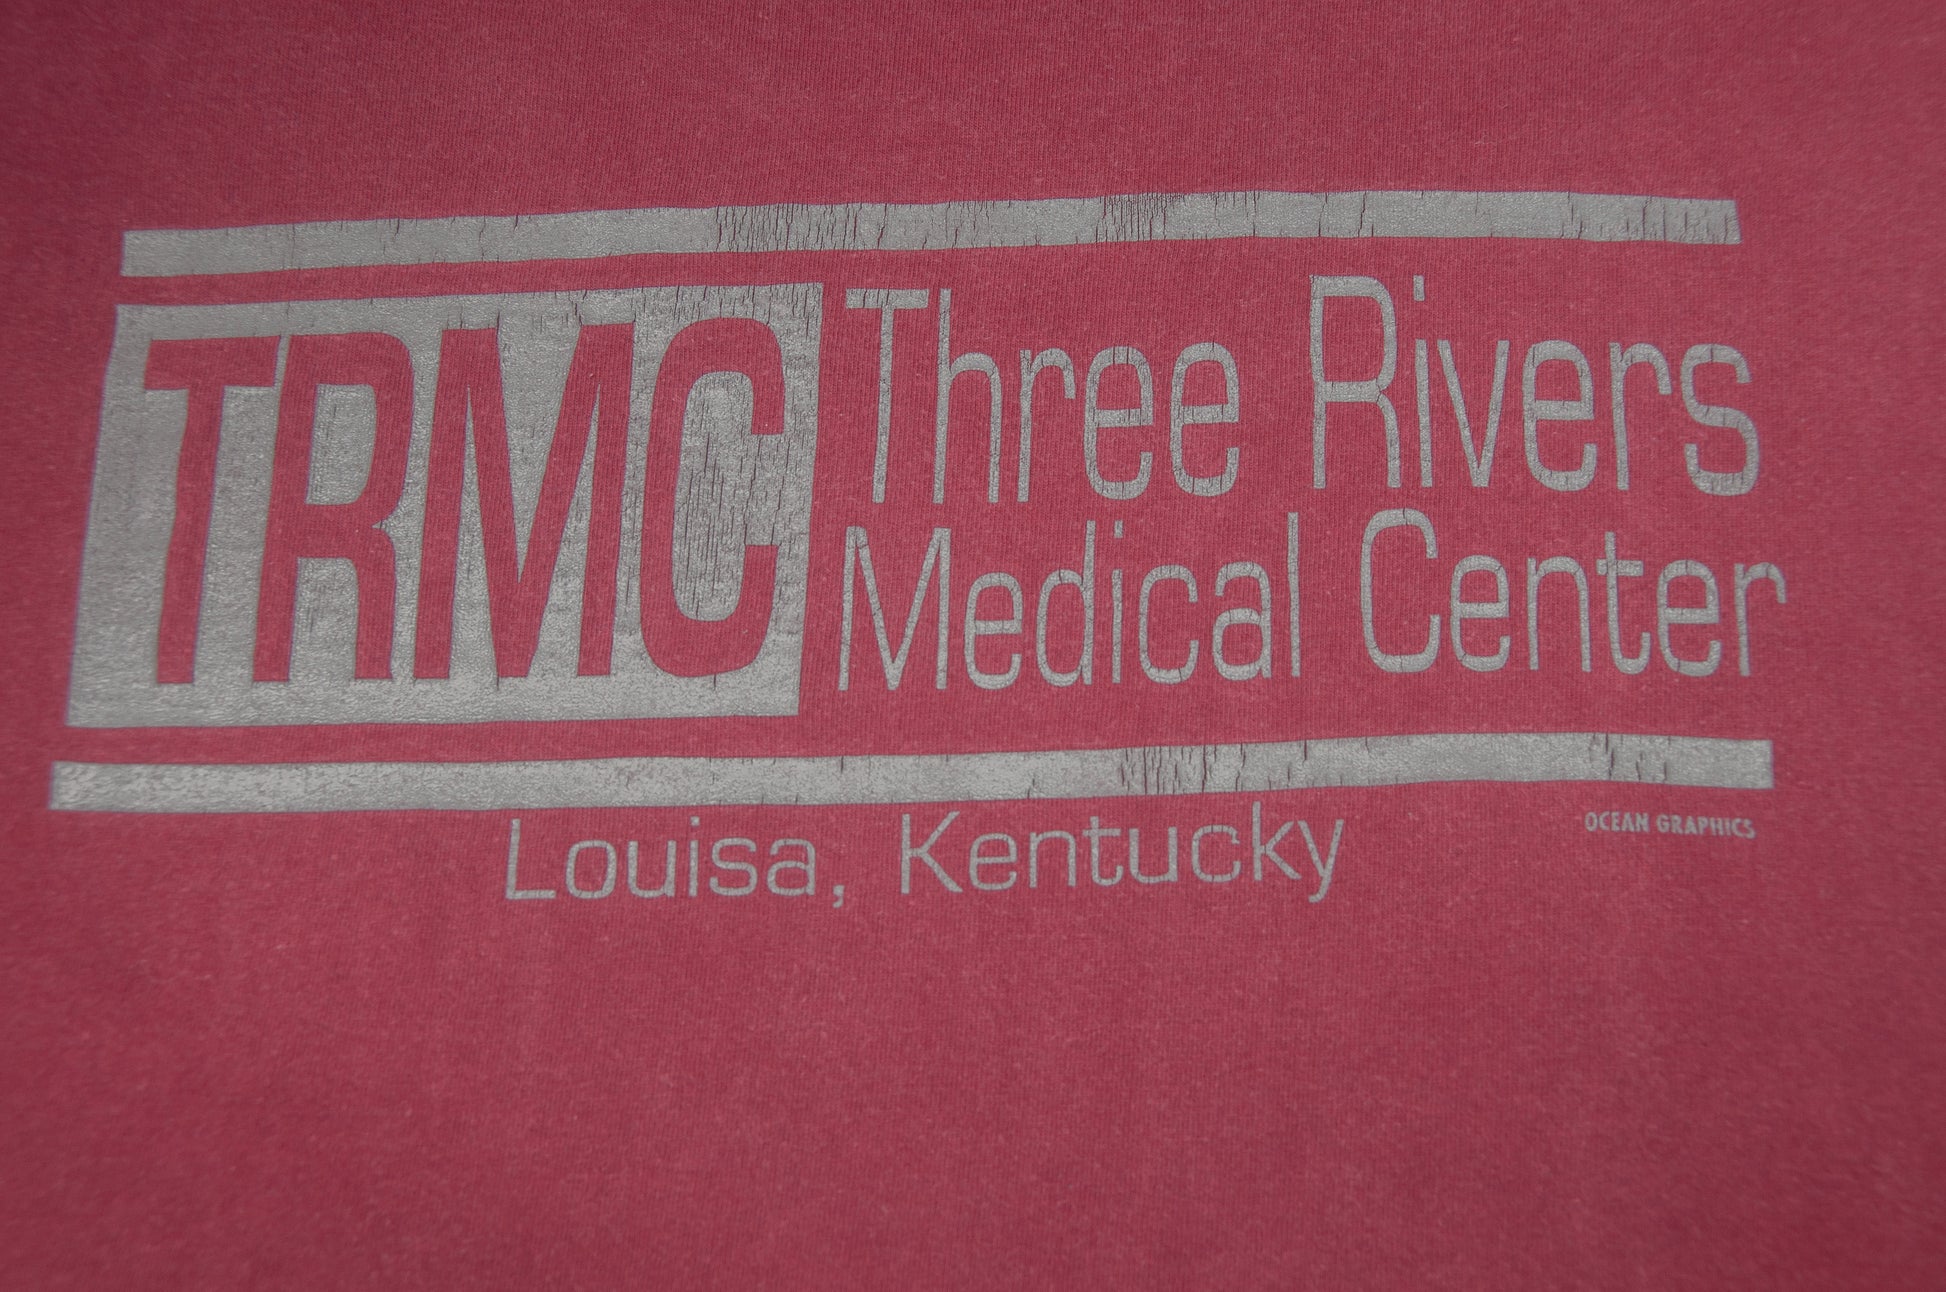 TRMC
Three Rivers
Medical Center
Louisa, Kentucky
OCEAN GRAPHICS